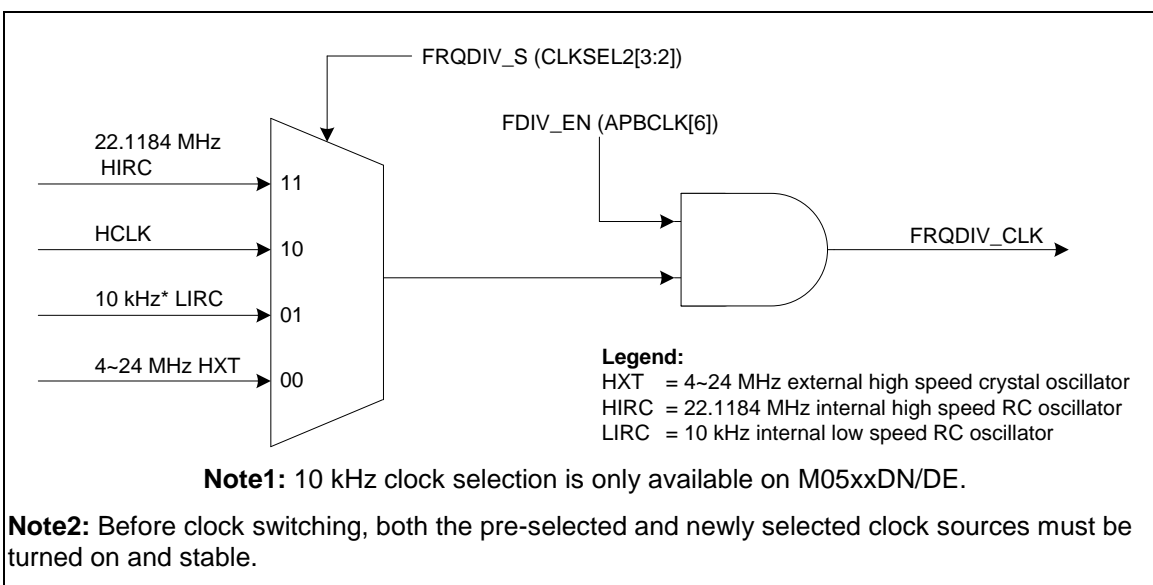 FRQDIV_S (CLKSEL2[3:2])
FDIV_EN (APBCLK[6])
22.1184 MHz
HIRC
11
HCLK
10
FRQDIV_CLK
10 kHz* LIRC
01
4~24 MHz HXT
00
Legend:
HXT = 4~24 MHz external high speed crystal oscillator
HIRC = 22.1184 MHz internal high speed RC oscillator
LIRC = 10 kHz internal low speed RC oscillator
Note1: 10 kHz clock selection is only available on M05xxDN/DE.
Note2: Before clock switching, both the pre-selected and newly selected clock sources must be
turned on and stable.